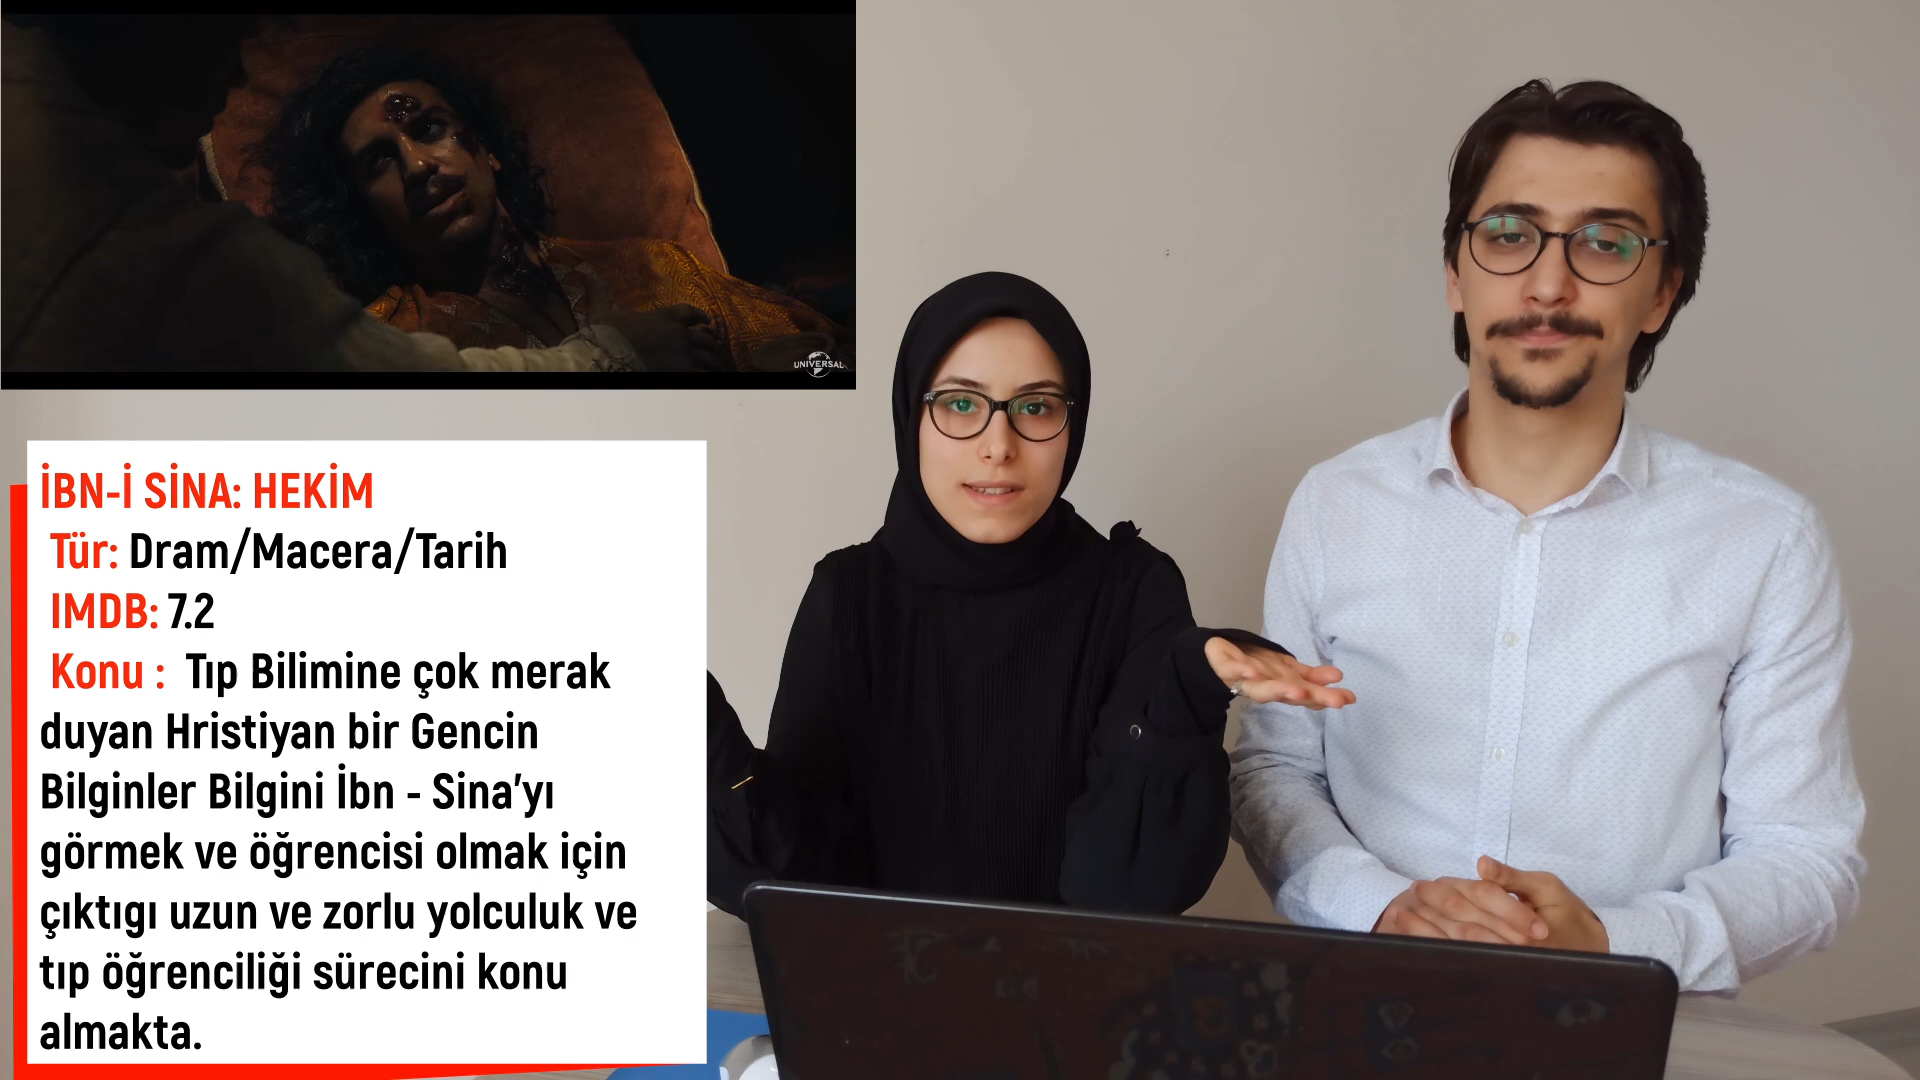 UNIVERSAL
İBN-İ SİNA: HEKİM
Tür: Dram/Macera/Tarih
IMDB: 7.2
Konu : Tıp Bilimine çok merak
duyan Hristiyan bir Gencin
Bilginler Bilgini İbn - Sina'yı
görmek ve öğrencisi olmak için
çıktıgı uzun ve zorlu yolculuk ve
tıp öğrenciliği sürecini konu
almakta.